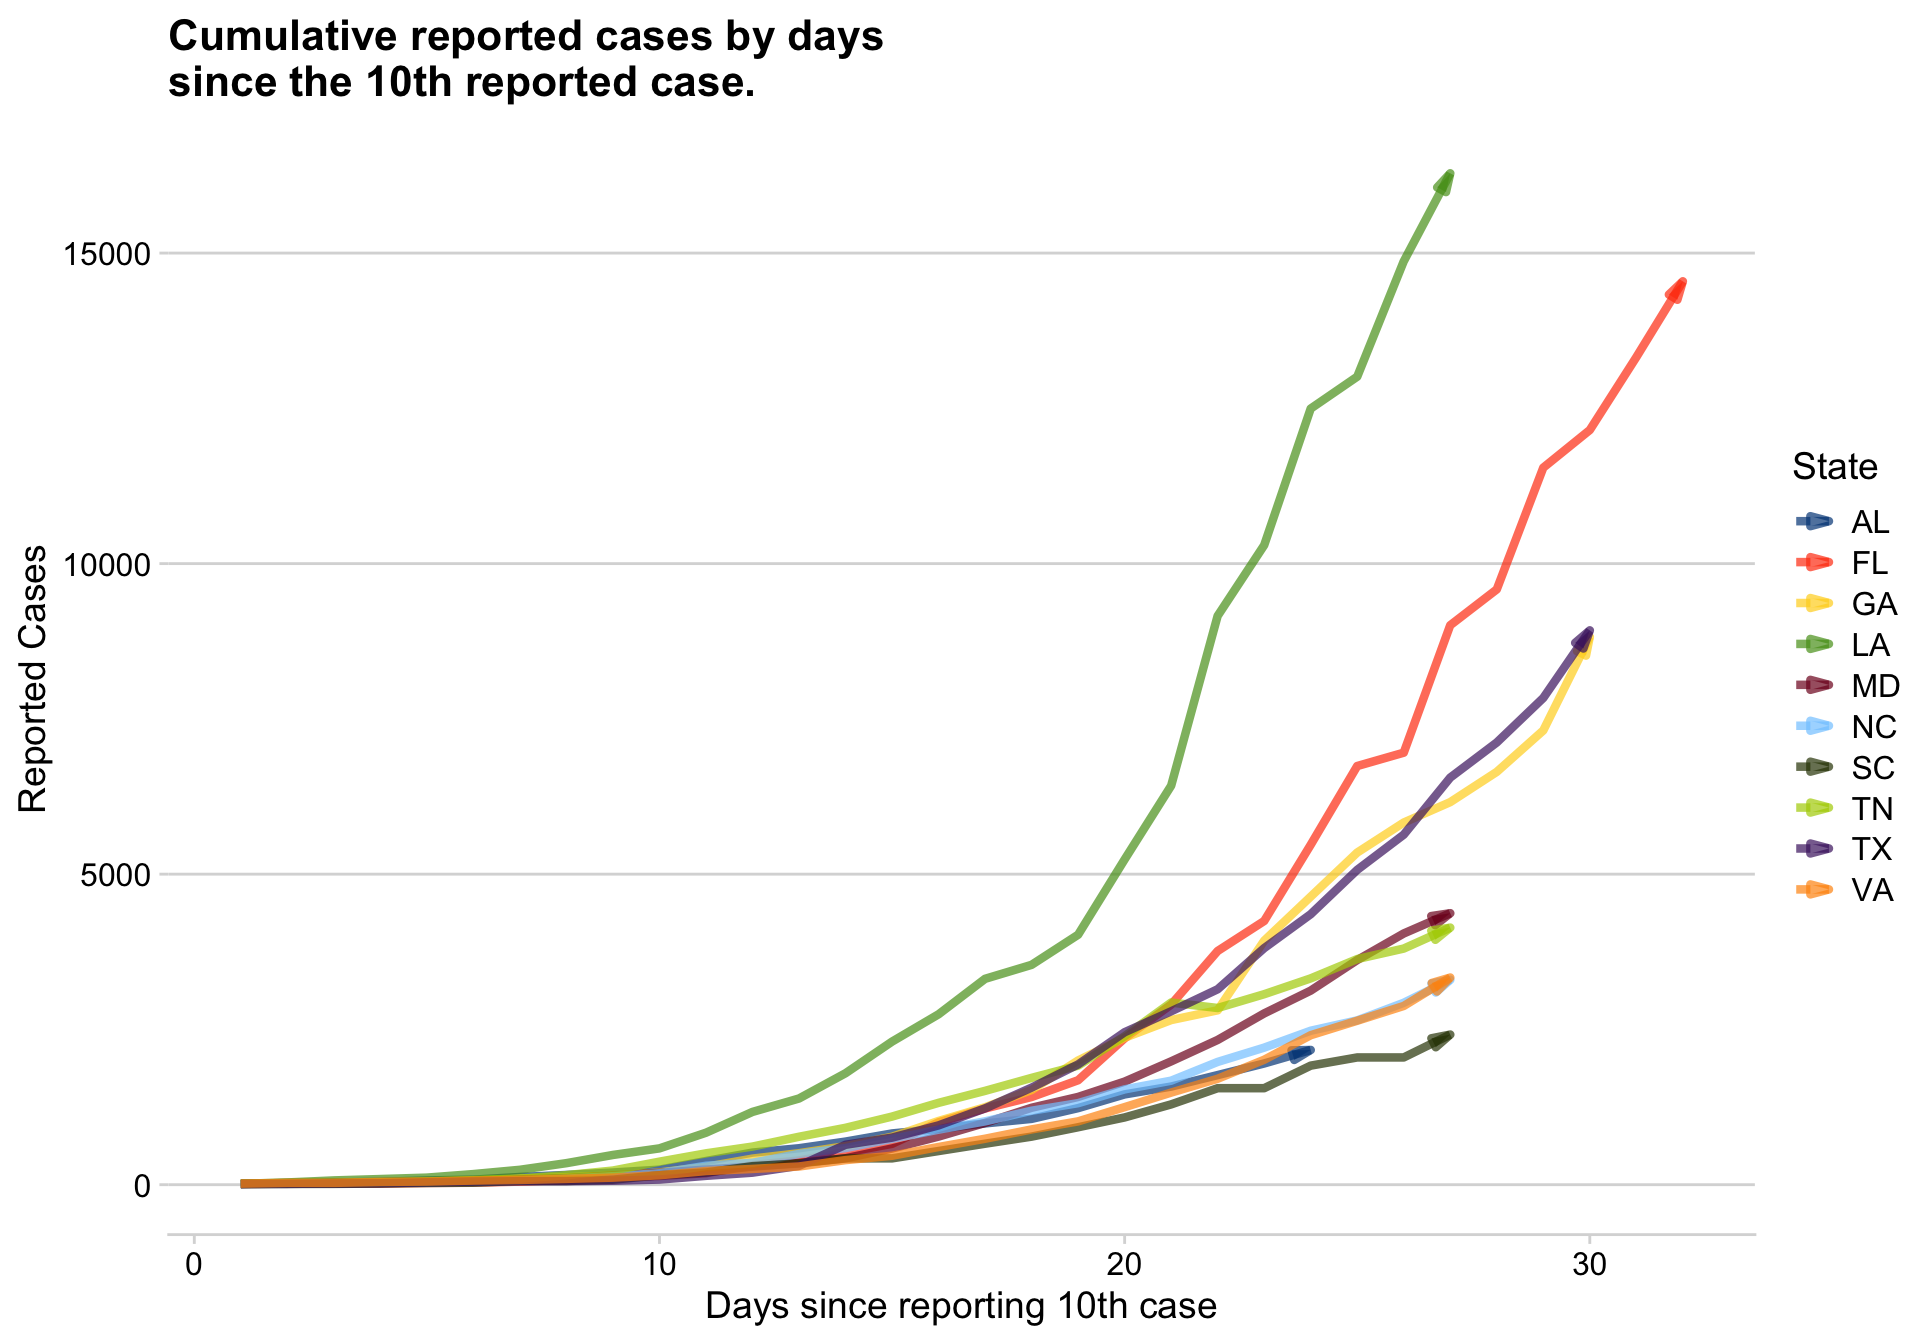 Cumulative reported cases by days
since the 10th reported case.
15000
10000
5000
0
Reported Cases
0 10 20 30
Days since reporting 10th case
State
AL
FL
GA
LA
MD
NC
SC
TN
TX
VA